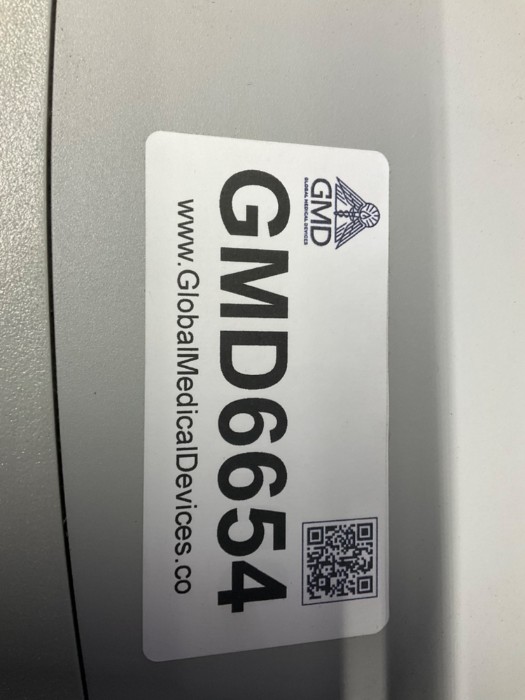 GMD
GLOBAL MEDICAL DEVICES
GMD6654
www.GlobalMedicalDevices.co